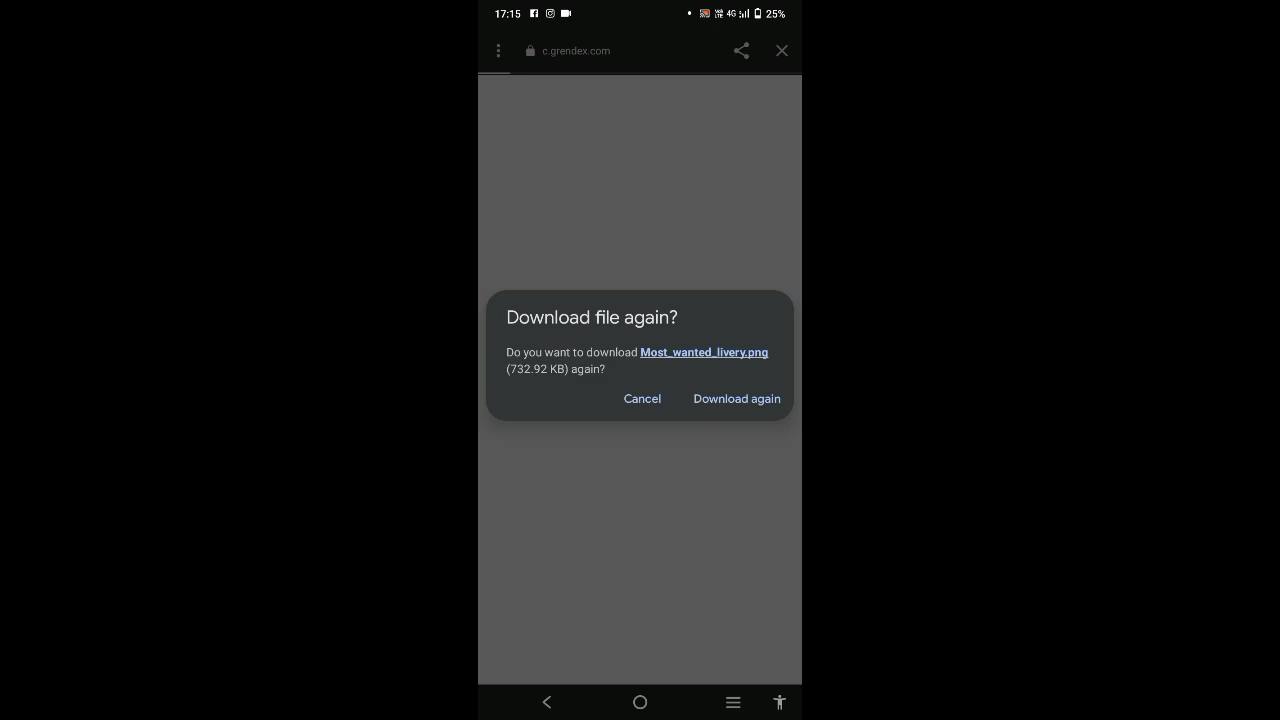 17:15 4G 25%
c.grendex.com
Download file again?
Do you want to download Most_wanted_livery.png
(732.92 KB) again?
Cancel Download again